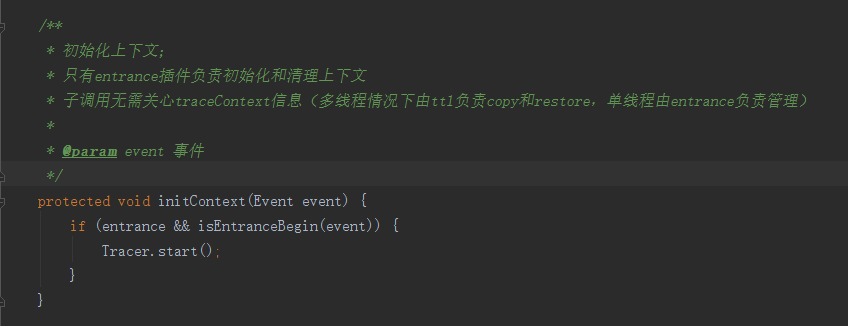 /**
 * 初始化上下文;
 * 只有entrance插件负责初始化和清理上下文
 * 子调用无需关心traceContext信息（多线程情况下由ttl负责copy和restore，单线程由entrance负责管理）
 *
 * @param event 事件
 */
protected void initContext(Event event) {
    if (entrance && isEntranceBegin(event)) {
        Tracer.start();
    }
}